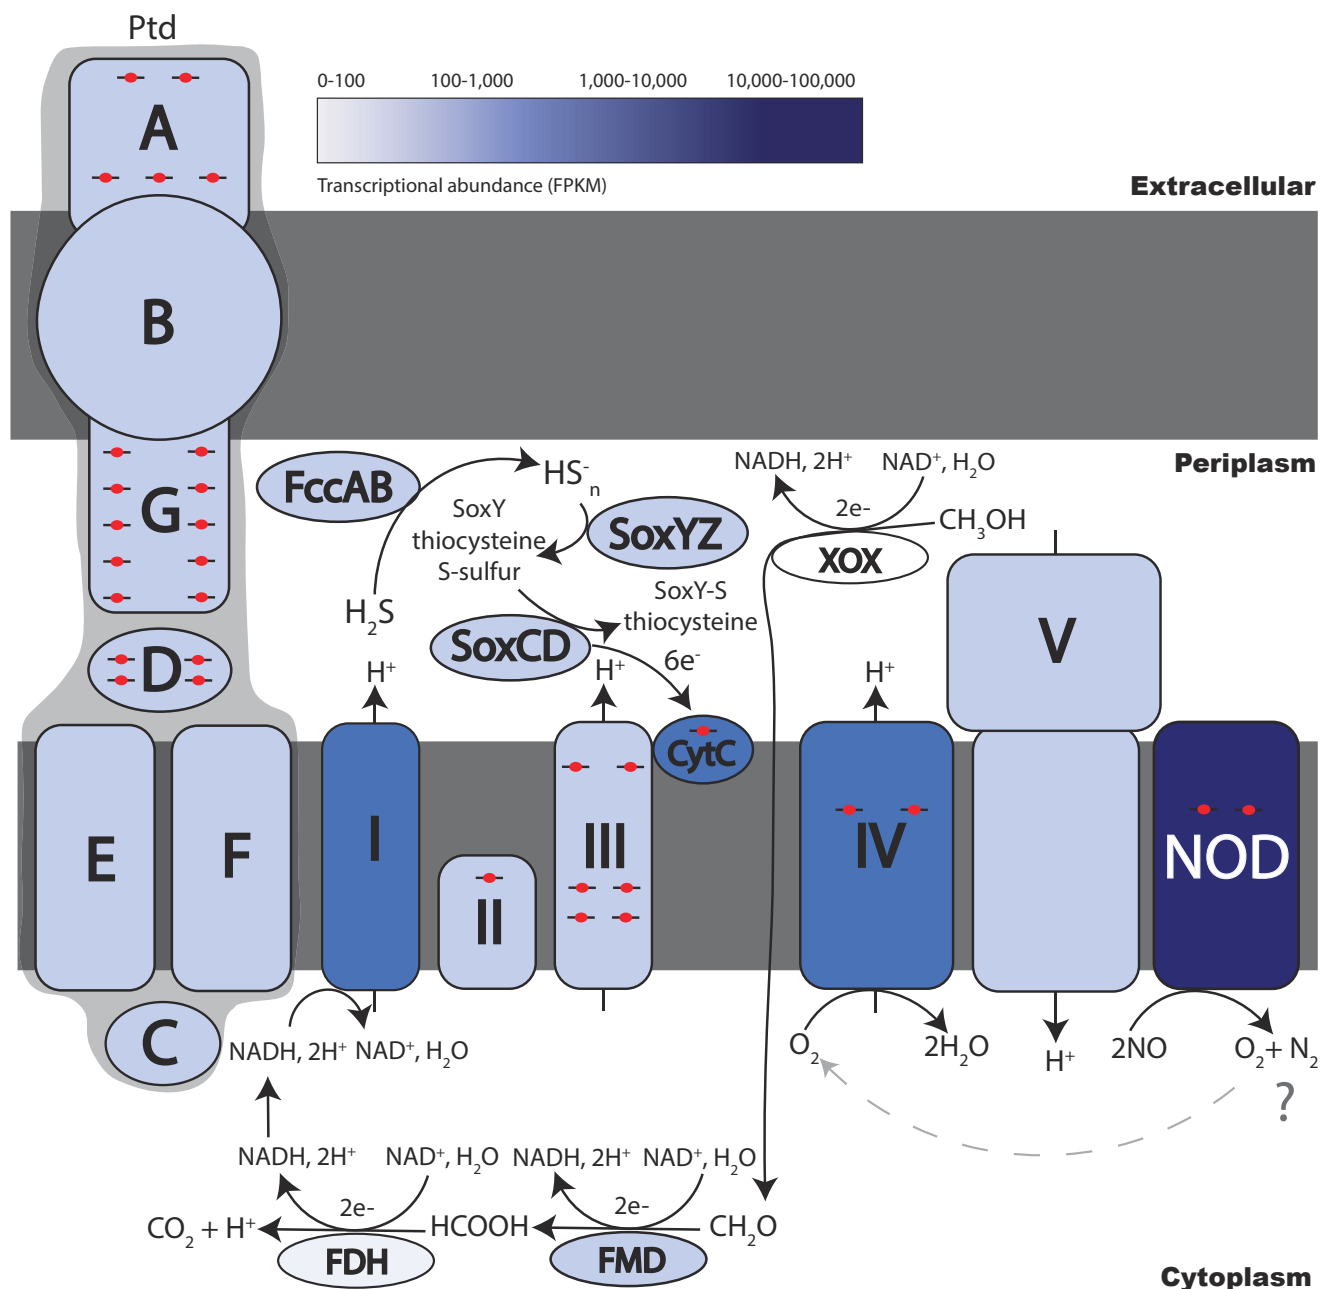 Ptd
0-100 100-1,000 1,000-10,000 10,000-100,000
Transcriptional abundance (FPKM)
Extracellular
A
B
G
D
E
F
C
Periplasm
FccAB
HS⁻ₙ
SoxY
thiocysteine
S-sulfur
SoxYZ
H₂S
SoxCD
SoxY-S
thiocysteine
6e⁻
NADH, 2H⁺ NAD⁺, H₂O
2e-
CH₃OH
XOX
H⁺
H⁺
H⁺
CytC
I
II
III
IV
V
NOD
NADH, 2H⁺ NAD⁺, H₂O
O₂
2H₂O
H⁺
2NO
O₂+ N₂
?
NADH, 2H⁺ NAD⁺, H₂O NADH, 2H⁺ NAD⁺, H₂O
2e- 2e-
CO₂ + H⁺ HCOOH CH₂O
FDH FMD
Cytoplasm